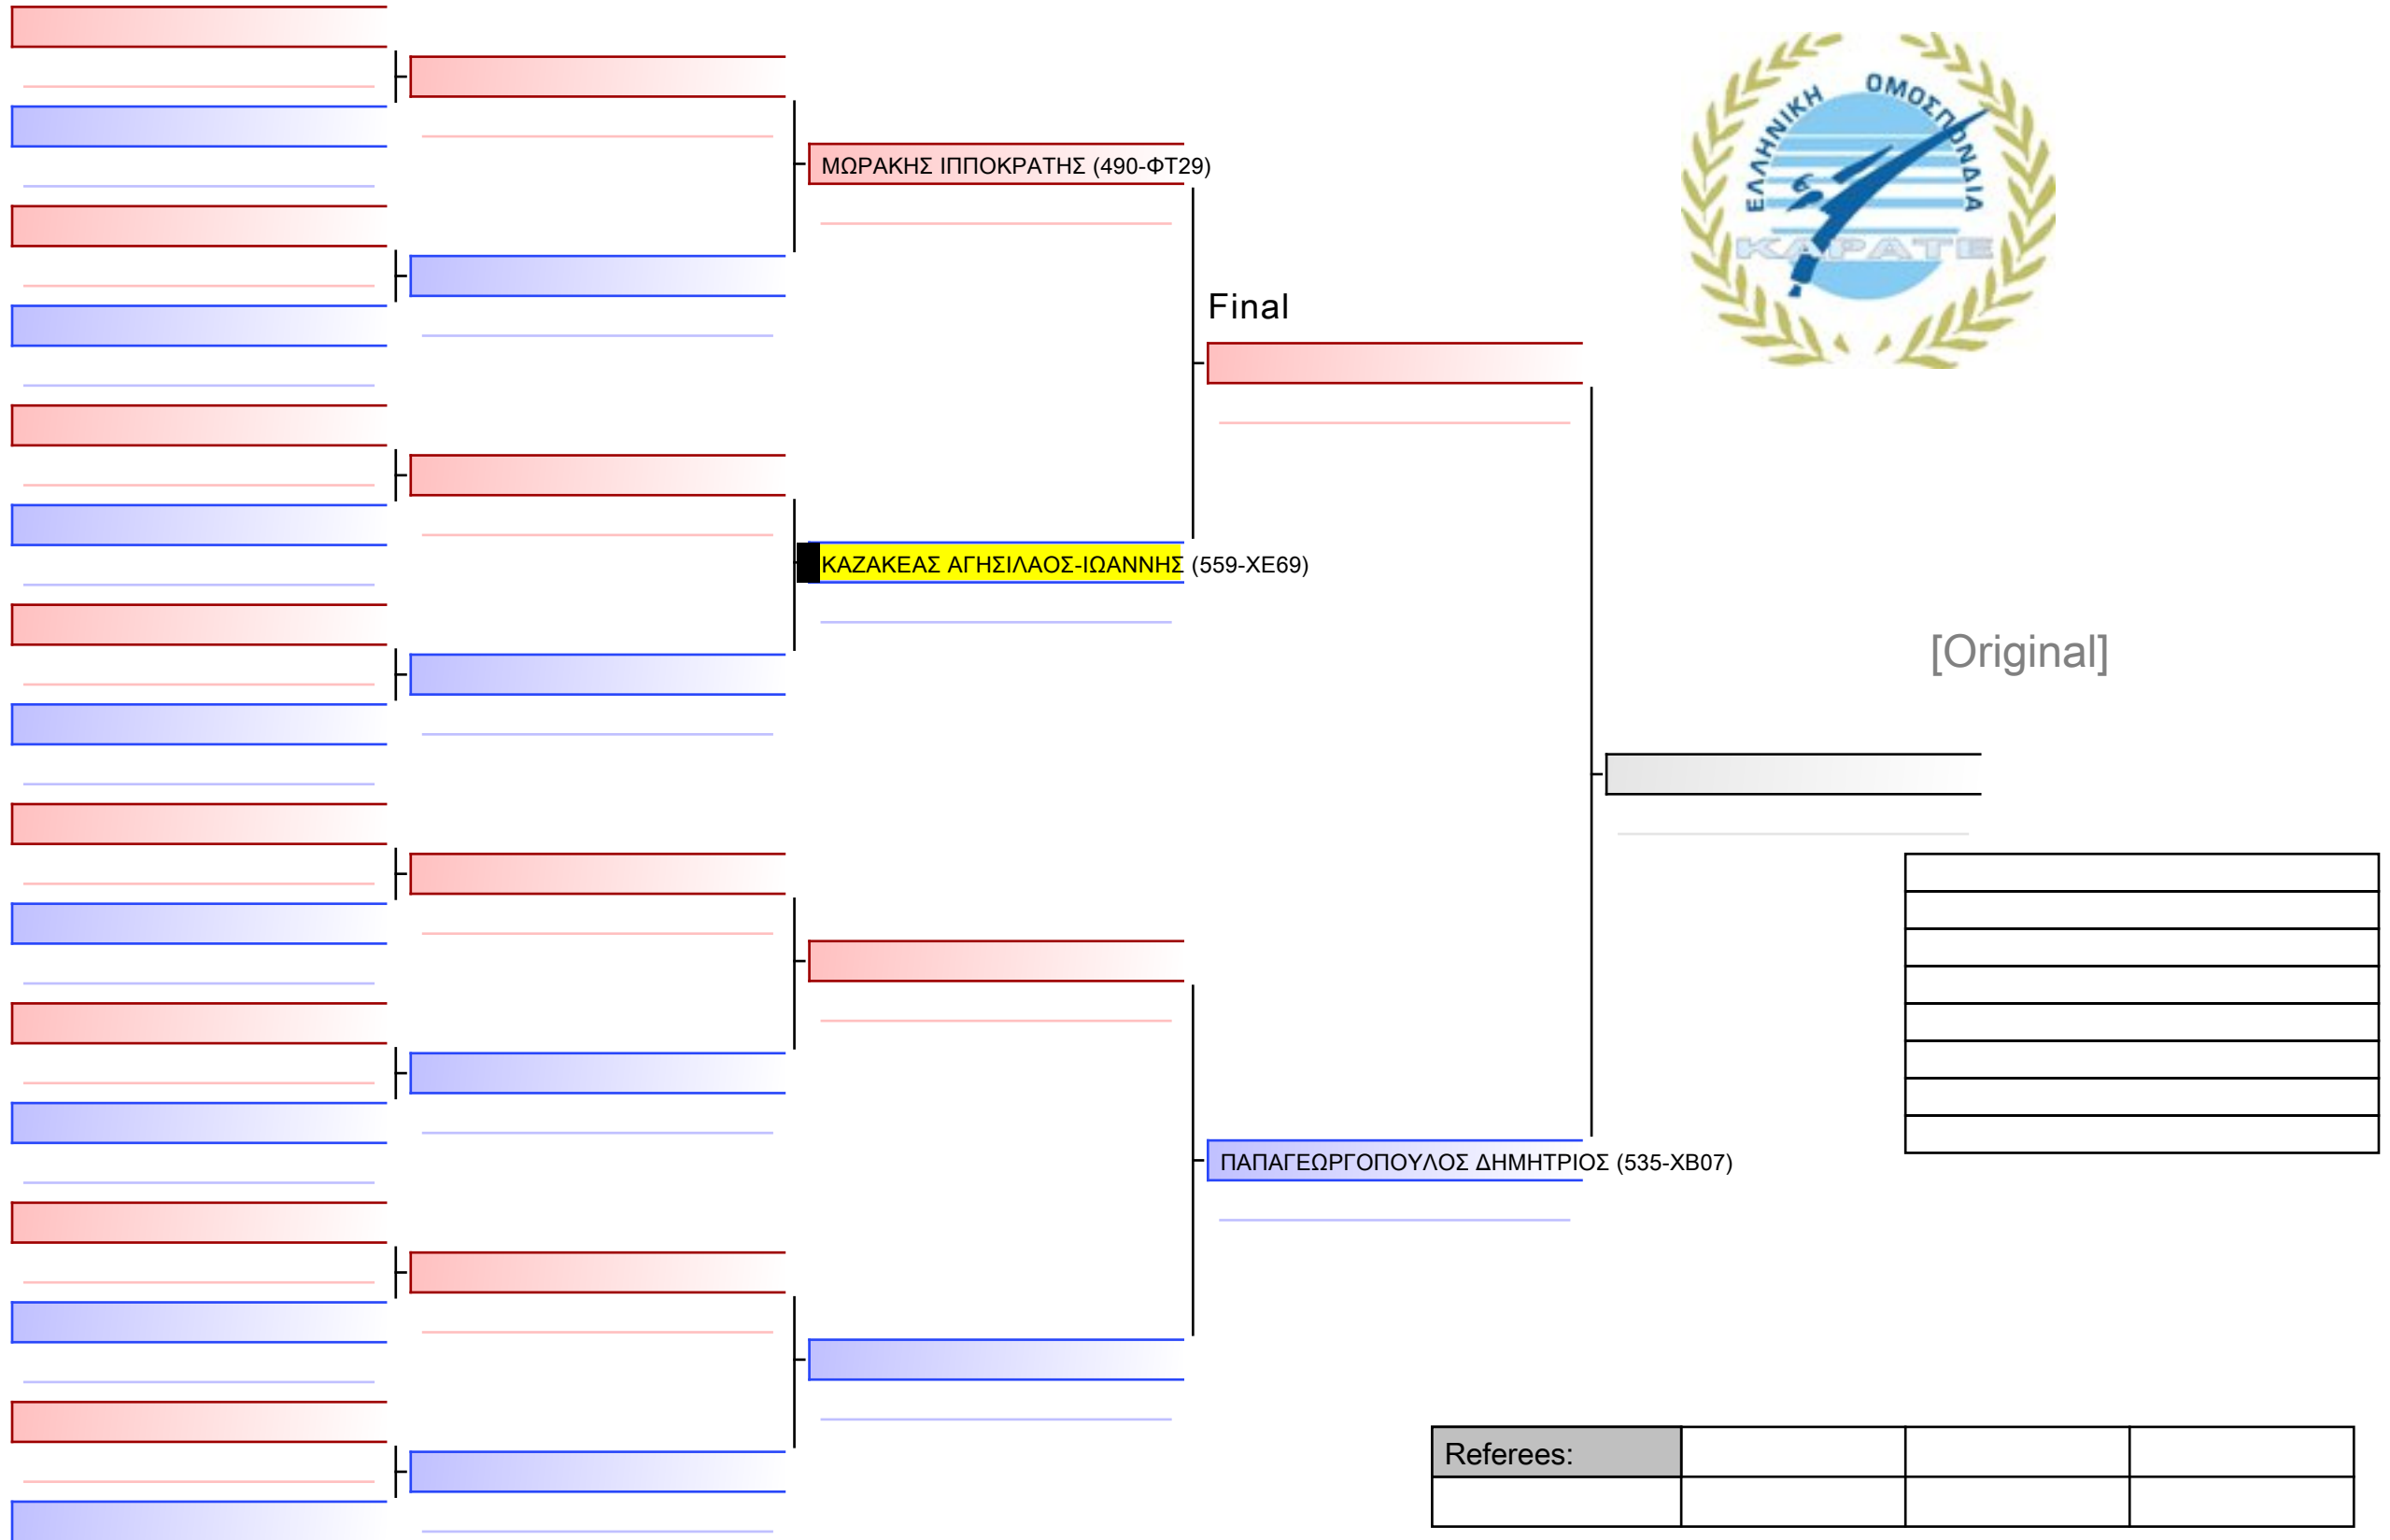 ΕΛΛΗΝΙΚΗ ΟΜΟΣΠΟΝΔΙΑ
ΚΑΡΑΤΕ
ΜΩΡΑΚΗΣ ΙΠΠΟΚΡΑΤΗΣ (490-ΦΤ29)
Final
ΚΑΖΑΚΕΑΣ ΑΓΗΣΙΛΑΟΣ-ΙΩΑΝΝΗΣ (559-ΧΕ69)
[Original]
ΠΑΠΑΓΕΩΡΓΟΠΟΥΛΟΣ ΔΗΜΗΤΡΙΟΣ (535-ΧΒ07)
Referees: